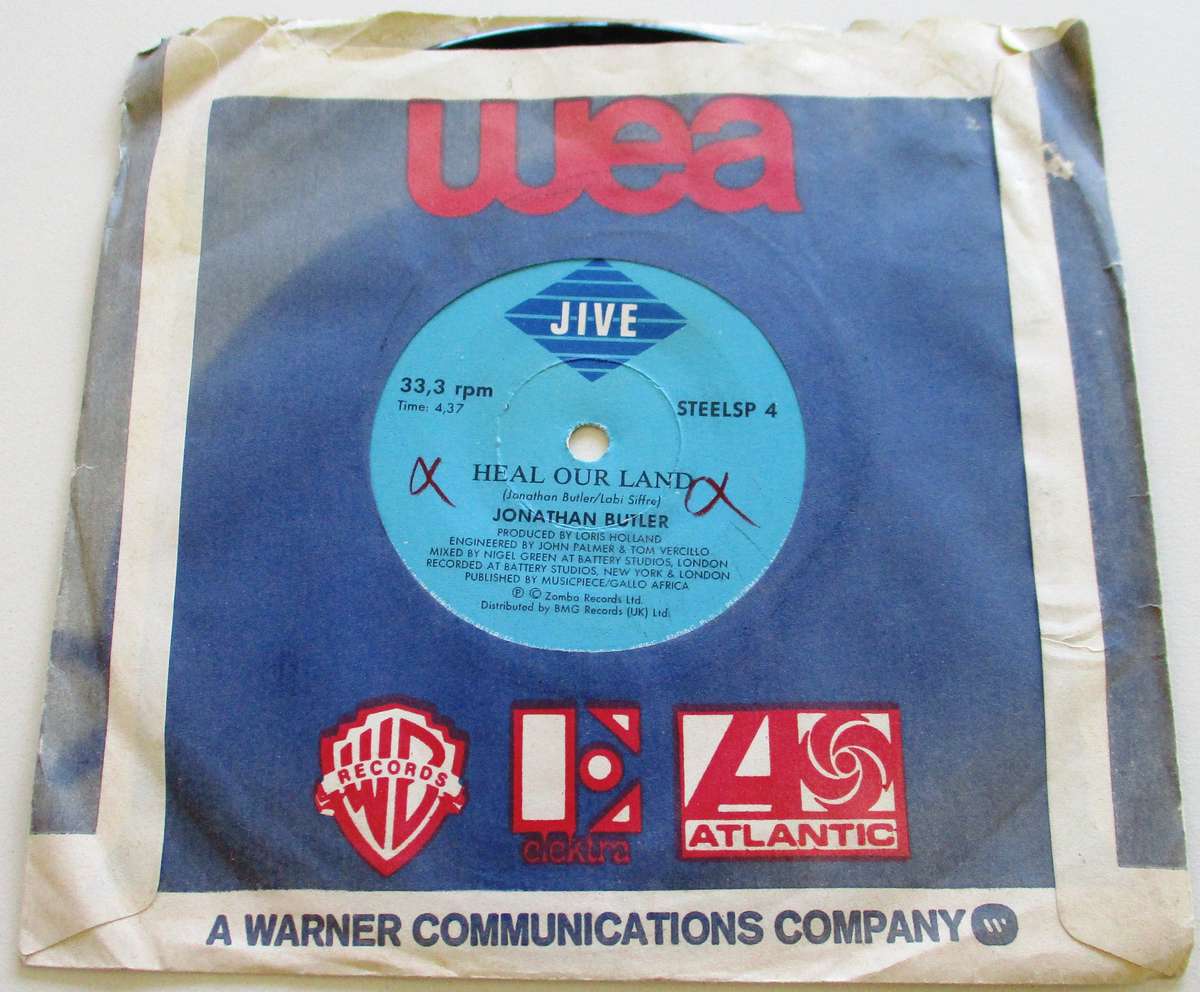 wea
JIVE
33,3 rpm
Time: 4,37
STEELSP 4
α HEAL OUR LAND α
(Jonathan Butler/Labi Siffre)
JONATHAN BUTLER
PRODUCED BY LORIS HOLLAND
ENGINEERED BY JOHN PALMER & TOM VERCILLO
MIXED BY NIGEL GREEN AT BATTERY STUDIOS, LONDON
RECORDED AT BATTERY STUDIOS, NEW YORK & LONDON
PUBLISHED BY MUSICPIECE/GALLO AFRICA
℗ © Zomba Records Ltd.
Distributed by BMG Records (UK) Ltd.
WB
RECORDS
E
elektra
A
ATLANTIC
A WARNER COMMUNICATIONS COMPANY